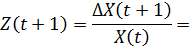 Z(t + 1) = ΔX(t + 1) / X(t) =